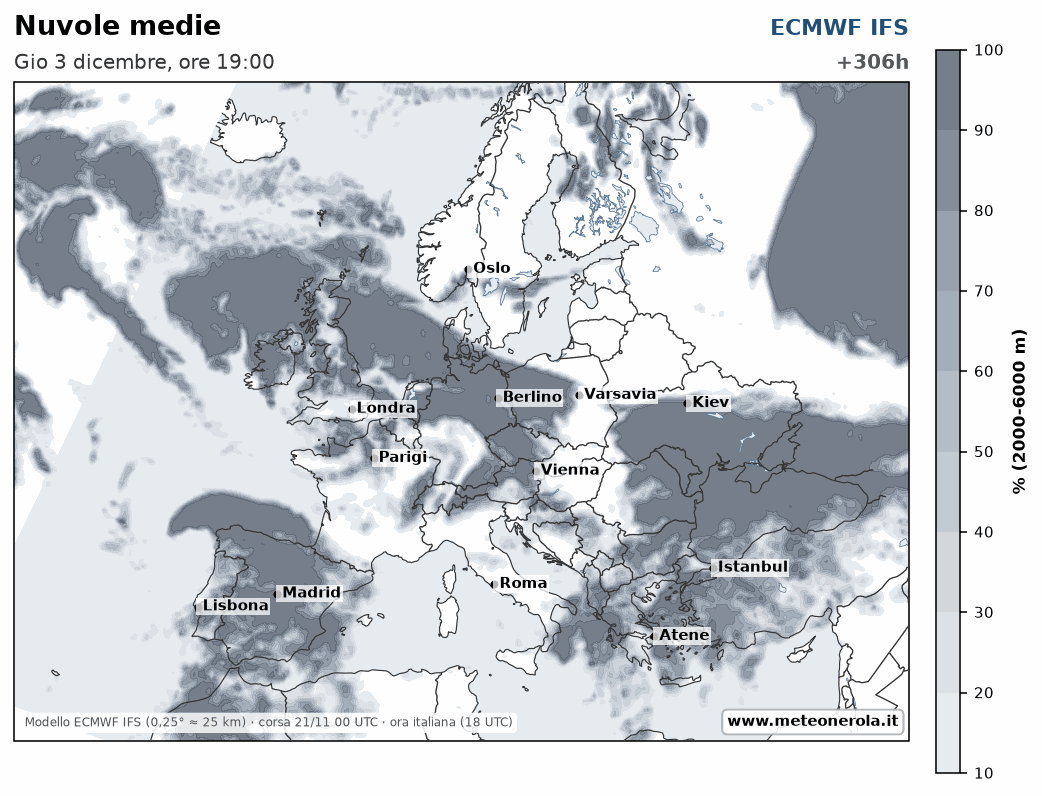 Nuvole medie
ECMWF IFS
Gio 3 dicembre, ore 19:00
+306h
100
90
80
70
60
50
40
30
20
10
% (2000-6000 m)
Oslo
Berlino
Varsavia
Kiev
Londra
Parigi
Vienna
Istanbul
Roma
Madrid
Lisbona
Atene
Modello ECMWF IFS (0,25° ≈ 25 km) · corsa 21/11 00 UTC · ora italiana (18 UTC)
www.meteonerola.it